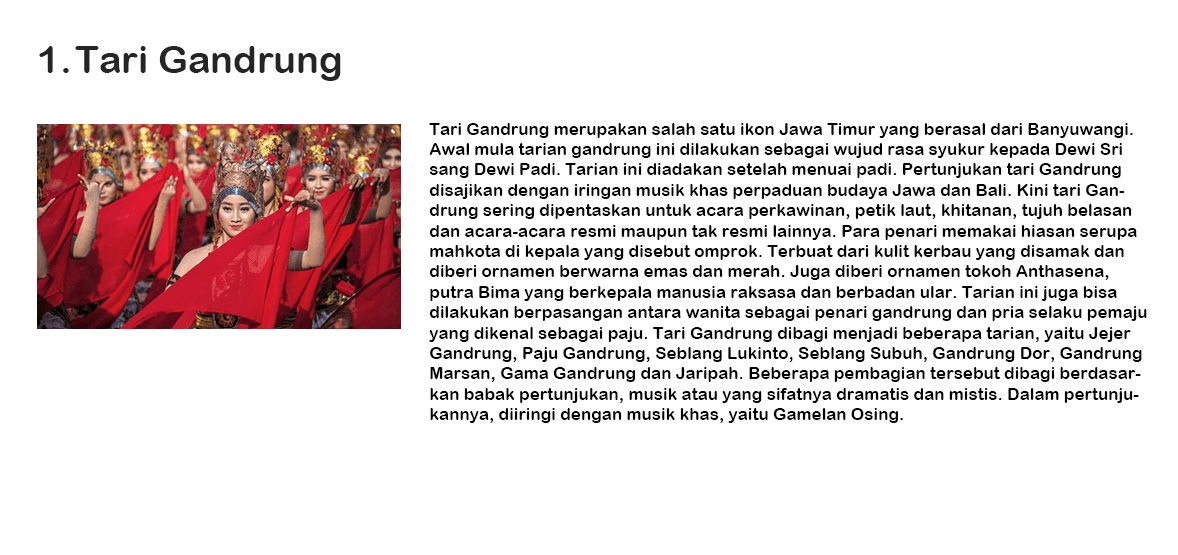 1. Tari Gandrung
Tari Gandrung merupakan salah satu ikon Jawa Timur yang berasal dari Banyuwangi.
Awal mula tarian gandrung ini dilakukan sebagai wujud rasa syukur kepada Dewi Sri
sang Dewi Padi. Tarian ini diadakan setelah menuai padi. Pertunjukan tari Gandrung
disajikan dengan iringan musik khas perpaduan budaya Jawa dan Bali. Kini tari Gan-
drung sering dipentaskan untuk acara perkawinan, petik laut, khitanan, tujuh belasan
dan acara-acara resmi maupun tak resmi lainnya. Para penari memakai hiasan serupa
mahkota di kepala yang disebut omprok. Terbuat dari kulit kerbau yang disamak dan
diberi ornamen berwarna emas dan merah. Juga diberi ornamen tokoh Anthasena,
putra Bima yang berkepala manusia raksasa dan berbadan ular. Tarian ini juga bisa
dilakukan berpasangan antara wanita sebagai penari gandrung dan pria selaku pemaju
yang dikenal sebagai paju. Tari Gandrung dibagi menjadi beberapa tarian, yaitu Jejer
Gandrung, Paju Gandrung, Seblang Lukinto, Seblang Subuh, Gandrung Dor, Gandrung
Marsan, Gama Gandrung dan Jaripah. Beberapa pembagian tersebut dibagi berdasar-
kan babak pertunjukan, musik atau yang sifatnya dramatis dan mistis. Dalam pertunju-
kannya, diiringi dengan musik khas, yaitu Gamelan Osing.